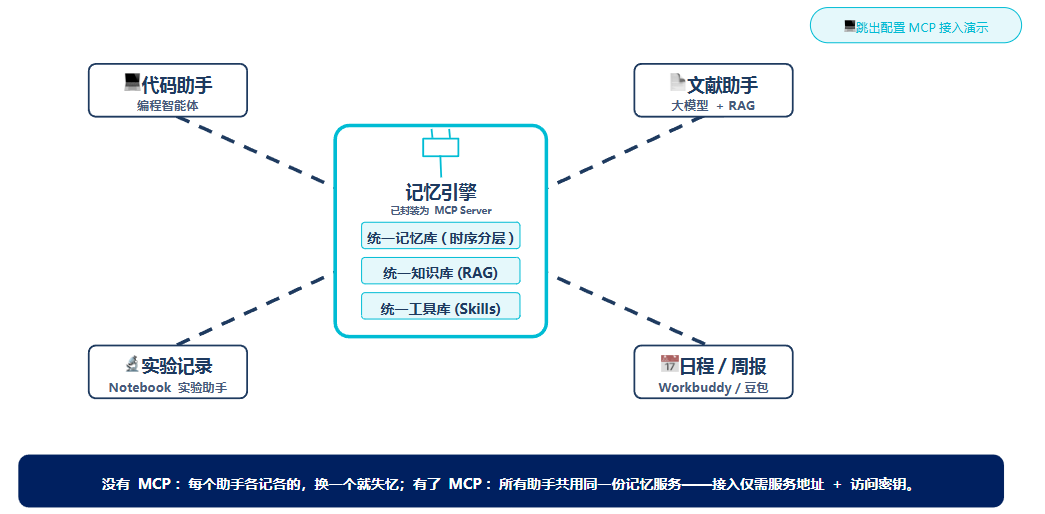 跳出配置 MCP 接入演示
代码助手
编程智能体
文献助手
大模型 + RAG
记忆引擎
已封装为 MCP Server
统一记忆库 ( 时序分层 )
统一知识库 (RAG)
统一工具库 (Skills)
实验记录
Notebook 实验助手
17
日程 / 周报
Workbuddy / 豆包
没有 MCP：每个助手各记各的，换一个就失忆；有了 MCP：所有助手共用同一份记忆服务——接入仅需服务地址 + 访问密钥。